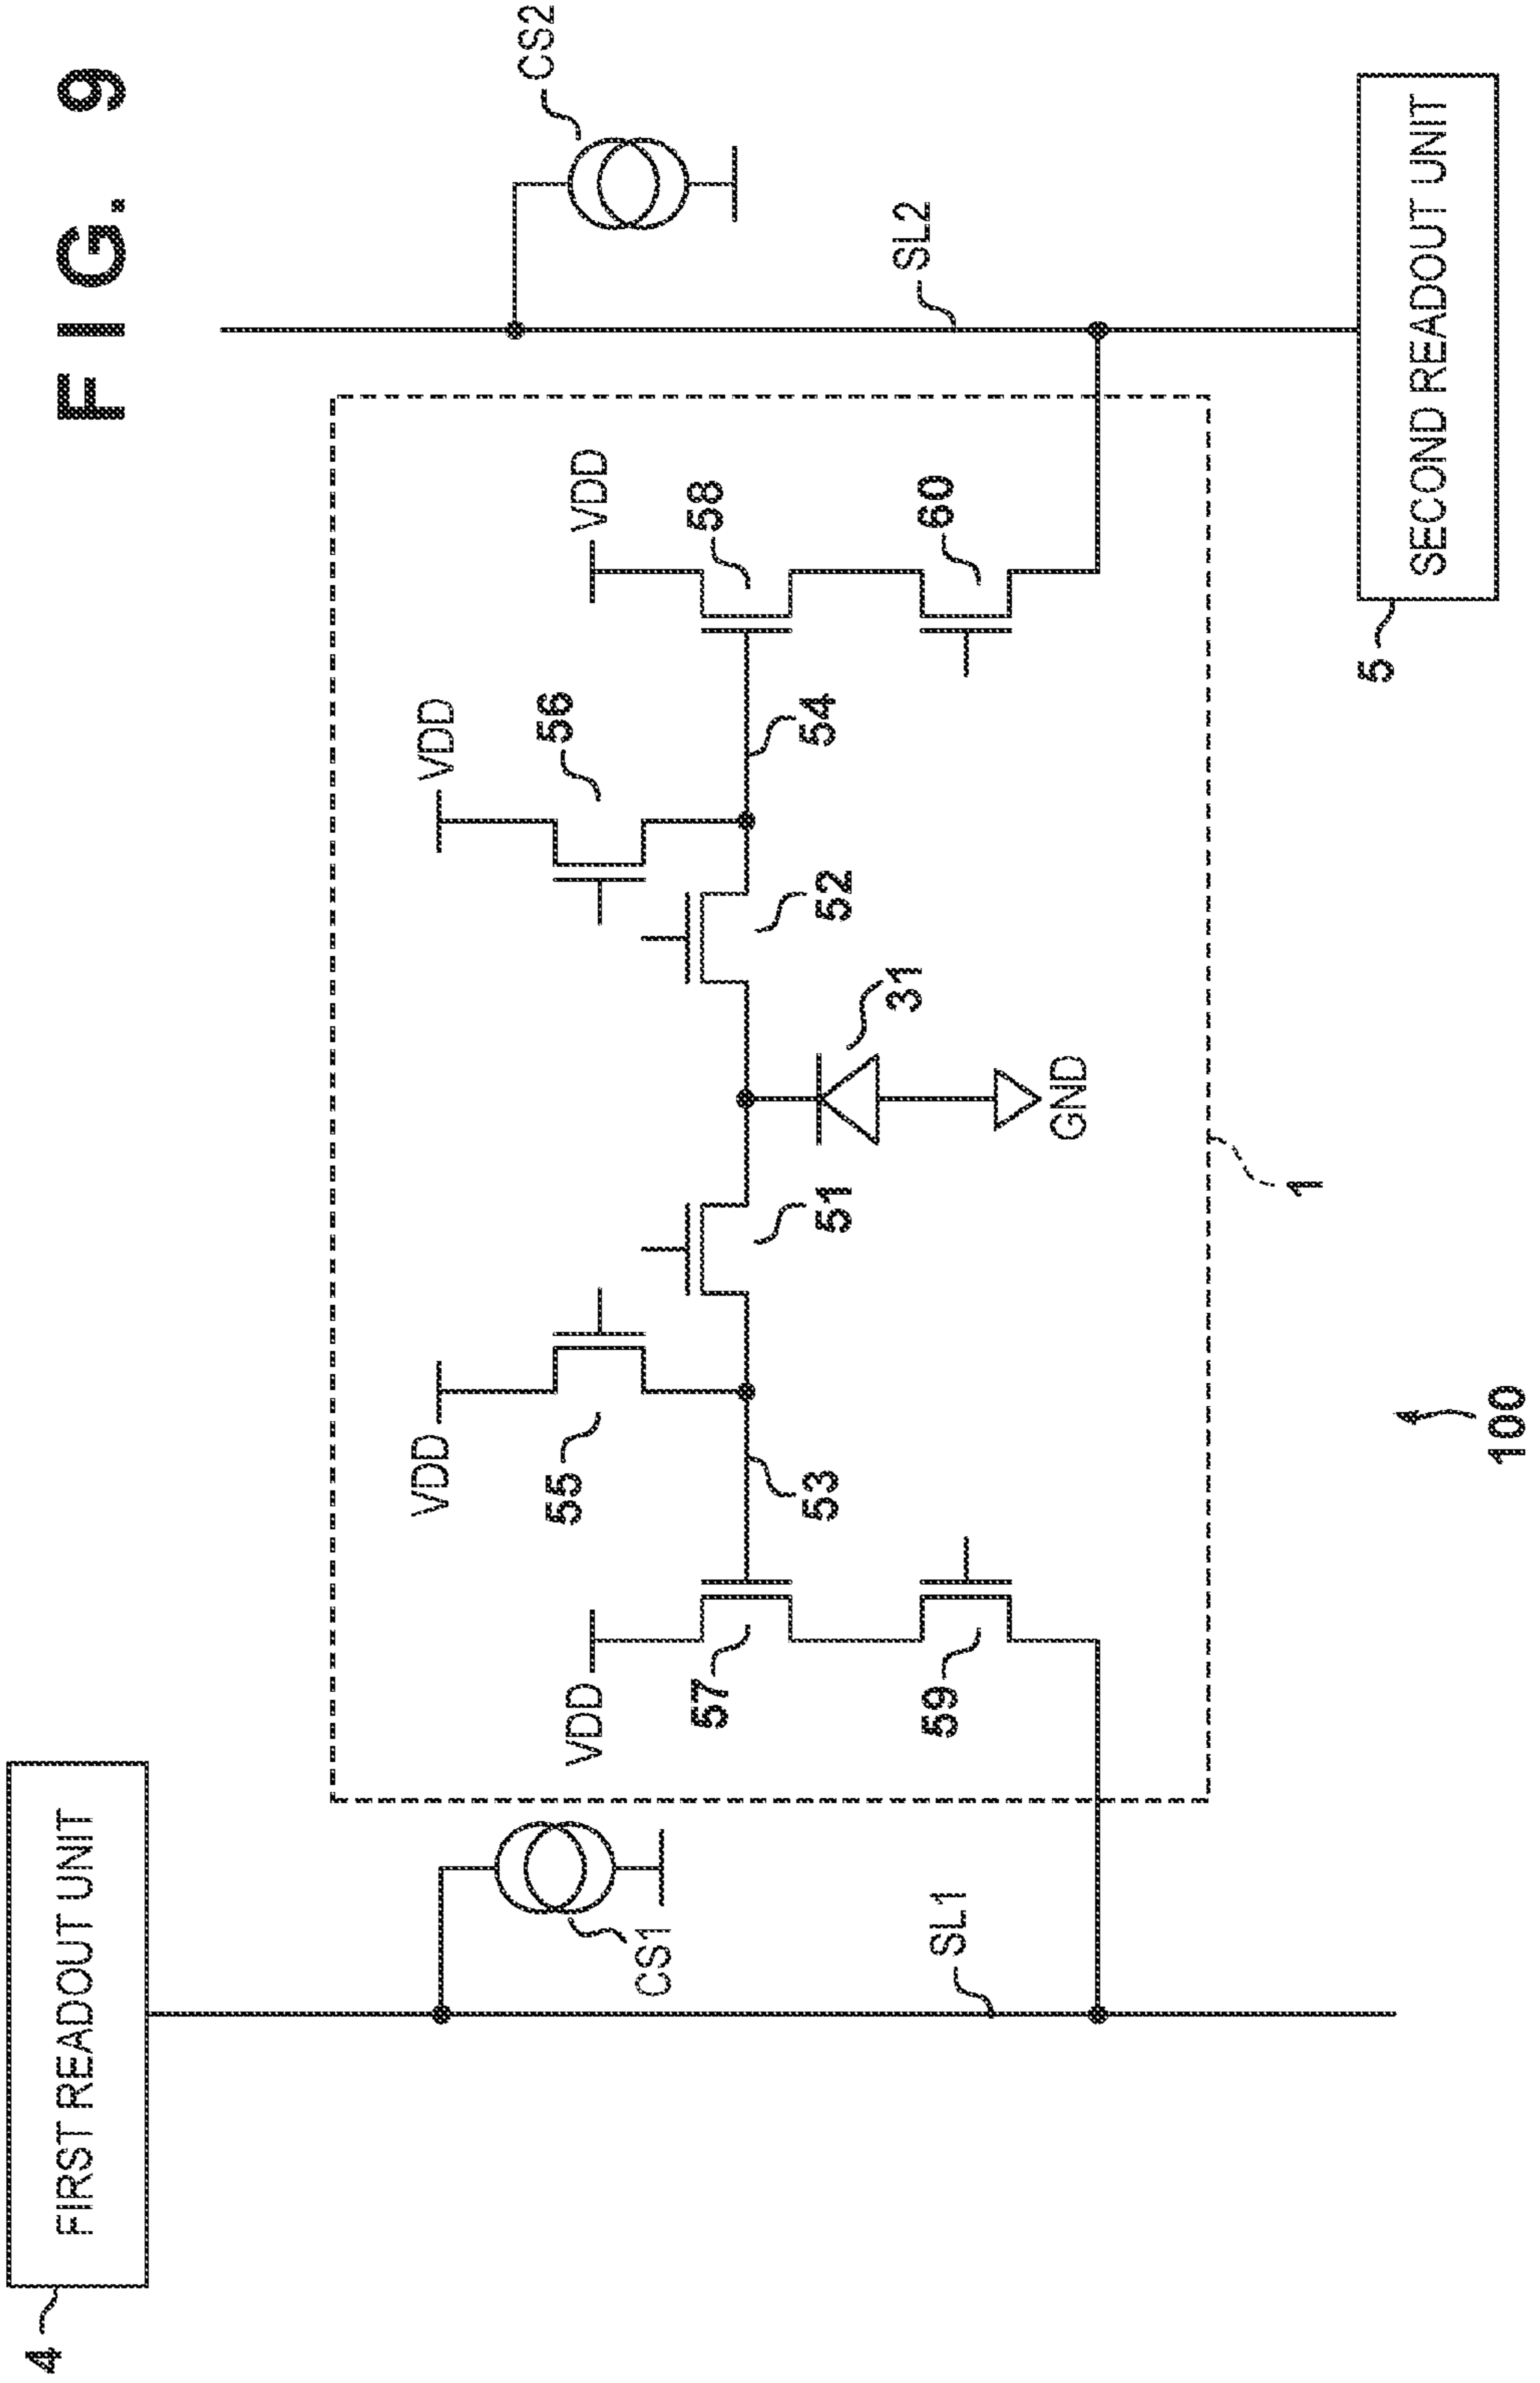 FIG. 9
4
FIRST READOUT UNIT
CS1
SL1
VDD
57
59
VDD
55
53
51
31
GND
52
VDD
56
54
VDD
58
60
1
CS2
SL2
5
SECOND READOUT UNIT
100